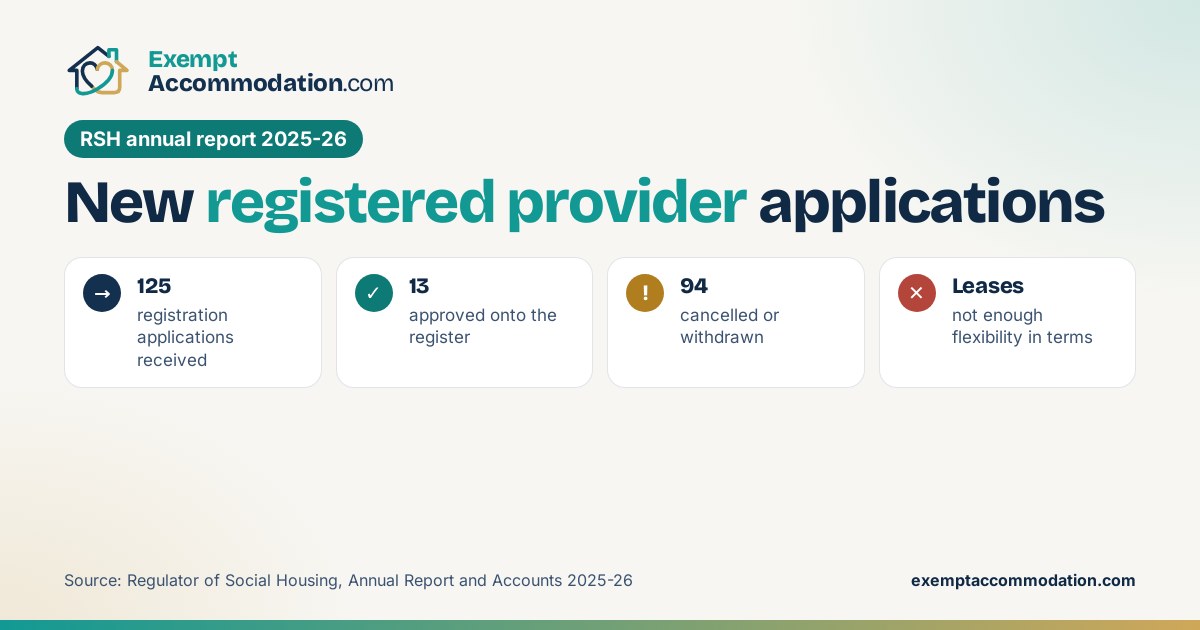 Exempt
Accommodation.com
RSH annual report 2025-26
New registered provider applications
→ 125
registration
applications
received
✓ 13
approved onto the
register
! 94
cancelled or
withdrawn
✕ Leases
not enough
flexibility in terms
Source: Regulator of Social Housing, Annual Report and Accounts 2025-26
exemptaccommodation.com